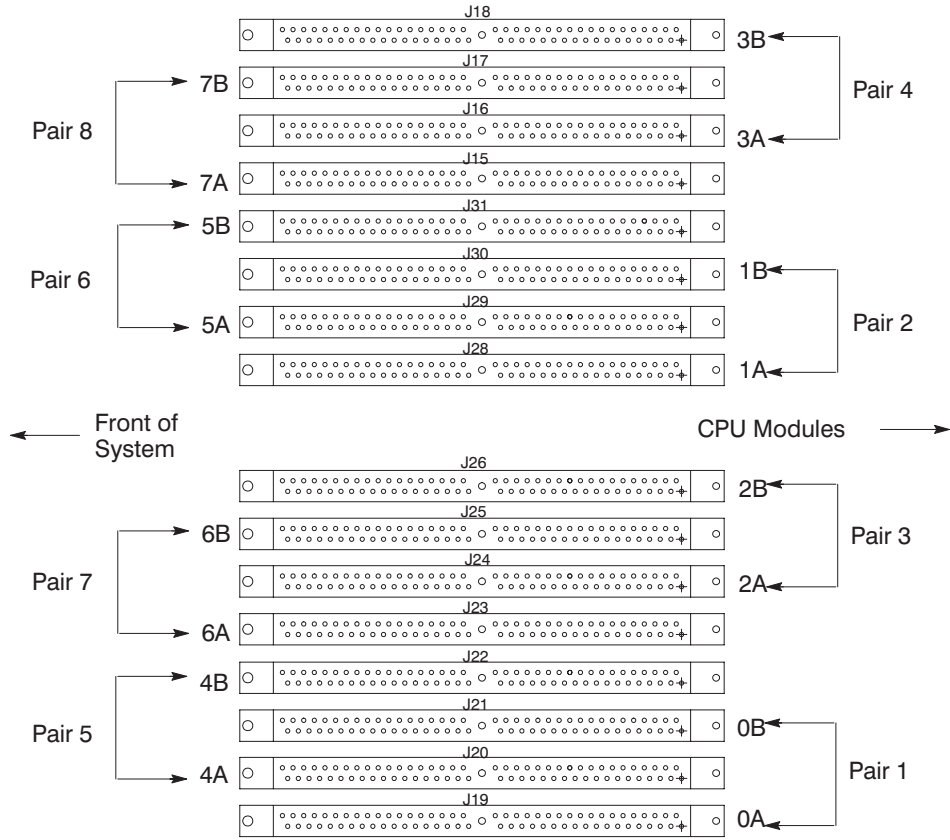 J18
3B
J17
7B
Pair 4
J16
Pair 8
3A
J15
7A
J31
5B
J30
1B
Pair 6
J29
5A
Pair 2
J28
1A
Front of
System
CPU Modules
J26
2B
J25
6B
Pair 3
J24
Pair 7
2A
J23
6A
J22
4B
J21
0B
Pair 5
J20
4A
Pair 1
J19
0A